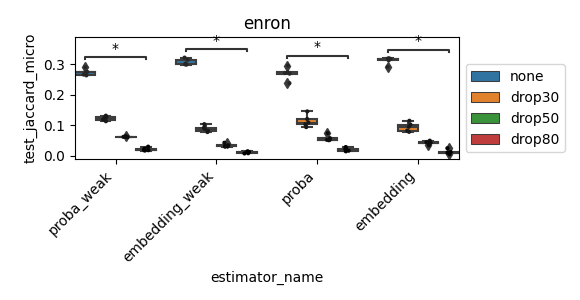 enron
test_jaccard_micro
0.3
0.2
0.1
0.0
*
*
*
*
none
drop30
drop50
drop80
proba_weak
embedding_weak
proba
embedding
estimator_name